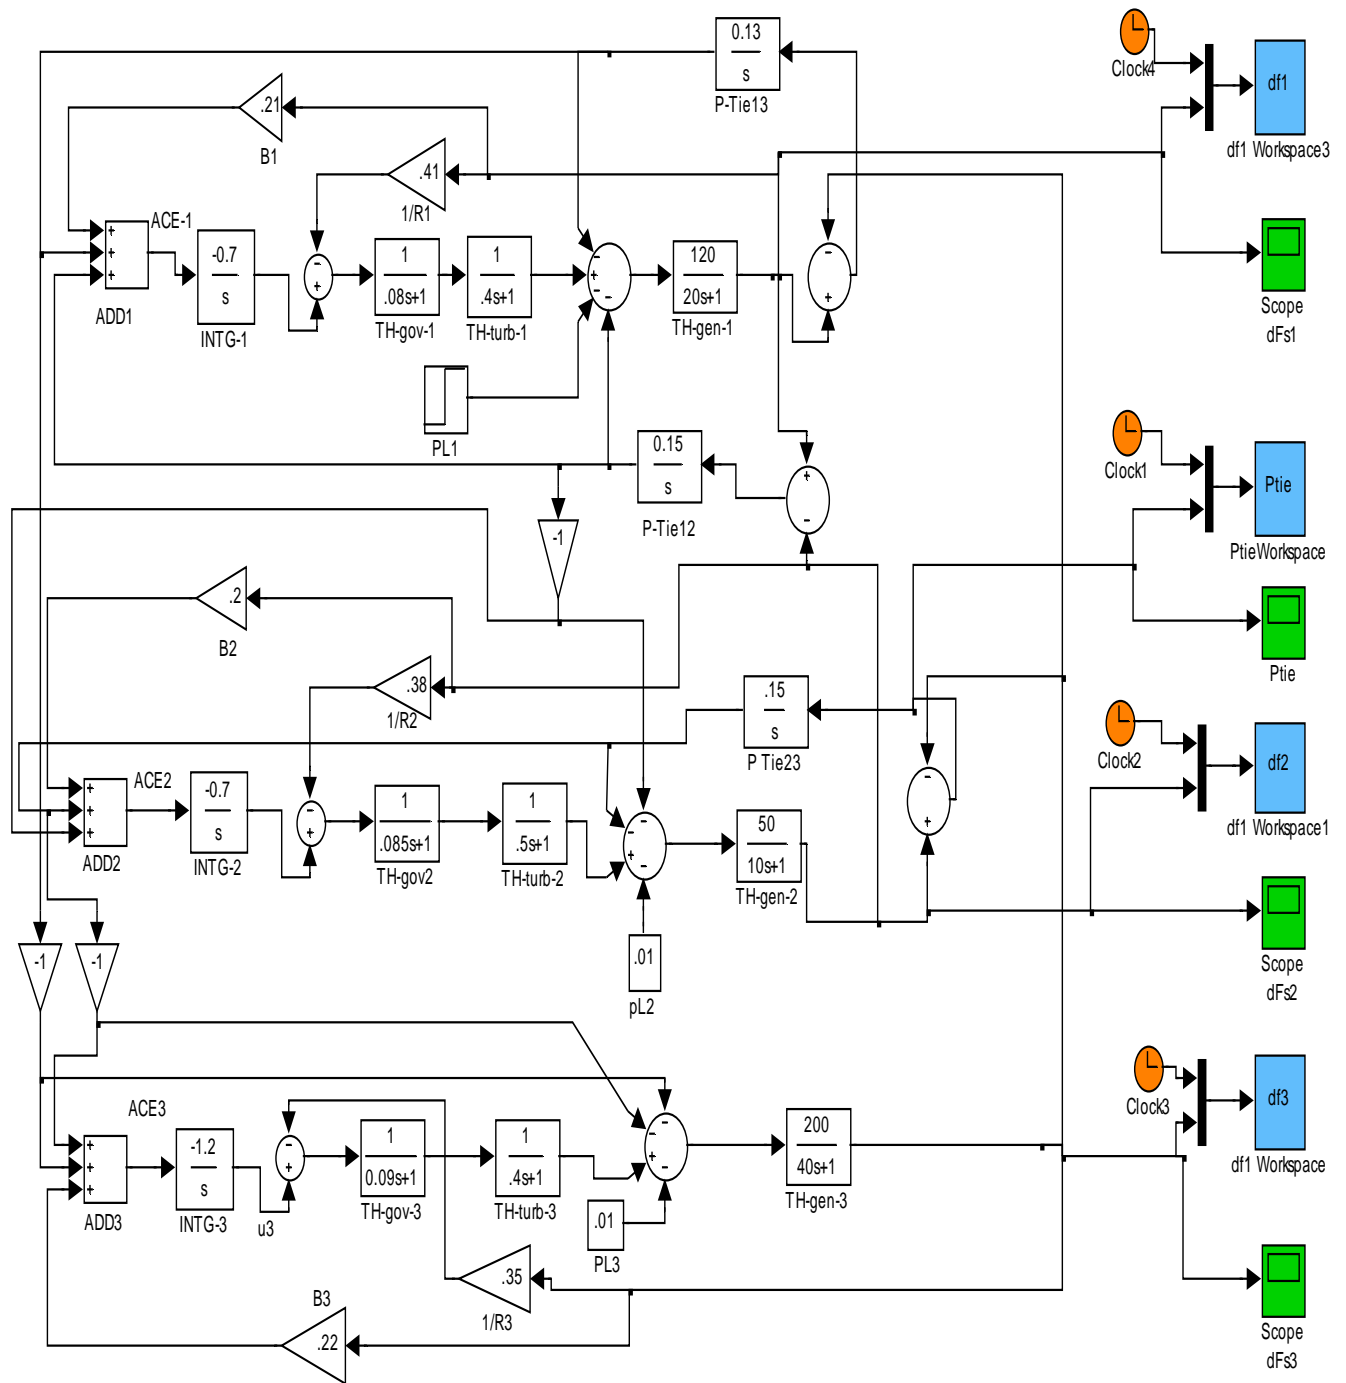 0.13
s
P-Tie13
Clock4
df1
df1 Workspace3
.21
B1
.41
1/R1
ACE-1
+
+
+
ADD1
-0.7
s
INTG-1
-
+
1
.08s+1
TH-gov-1
1
.4s+1
TH-turb-1
-
+
-
-
120
20s+1
TH-gen-1
-
+
Scope
dFs1
PL1
0.15
s
P-Tie12
+
-
Clock1
Ptie
PtieWorkspace
-1
.2
B2
.38
1/R2
Ptie
.15
s
P Tie23
Clock2
df2
df1 Workspace1
ACE2
+
+
+
ADD2
-0.7
s
INTG-2
-
+
1
.085s+1
TH-gov2
1
.5s+1
TH-turb-2
-
-
+
-
50
10s+1
TH-gen-2
-
+
-1
-1
.01
pL2
Scope
dFs2
ACE3
+
+
+
ADD3
-1.2
s
INTG-3
u3
-
+
1
0.09s+1
TH-gov-3
1
.4s+1
TH-turb-3
-
-
+
-
.01
PL3
200
40s+1
TH-gen-3
Clock3
df3
df1 Workspace
.35
1/R3
B3
.22
Scope
dFs3